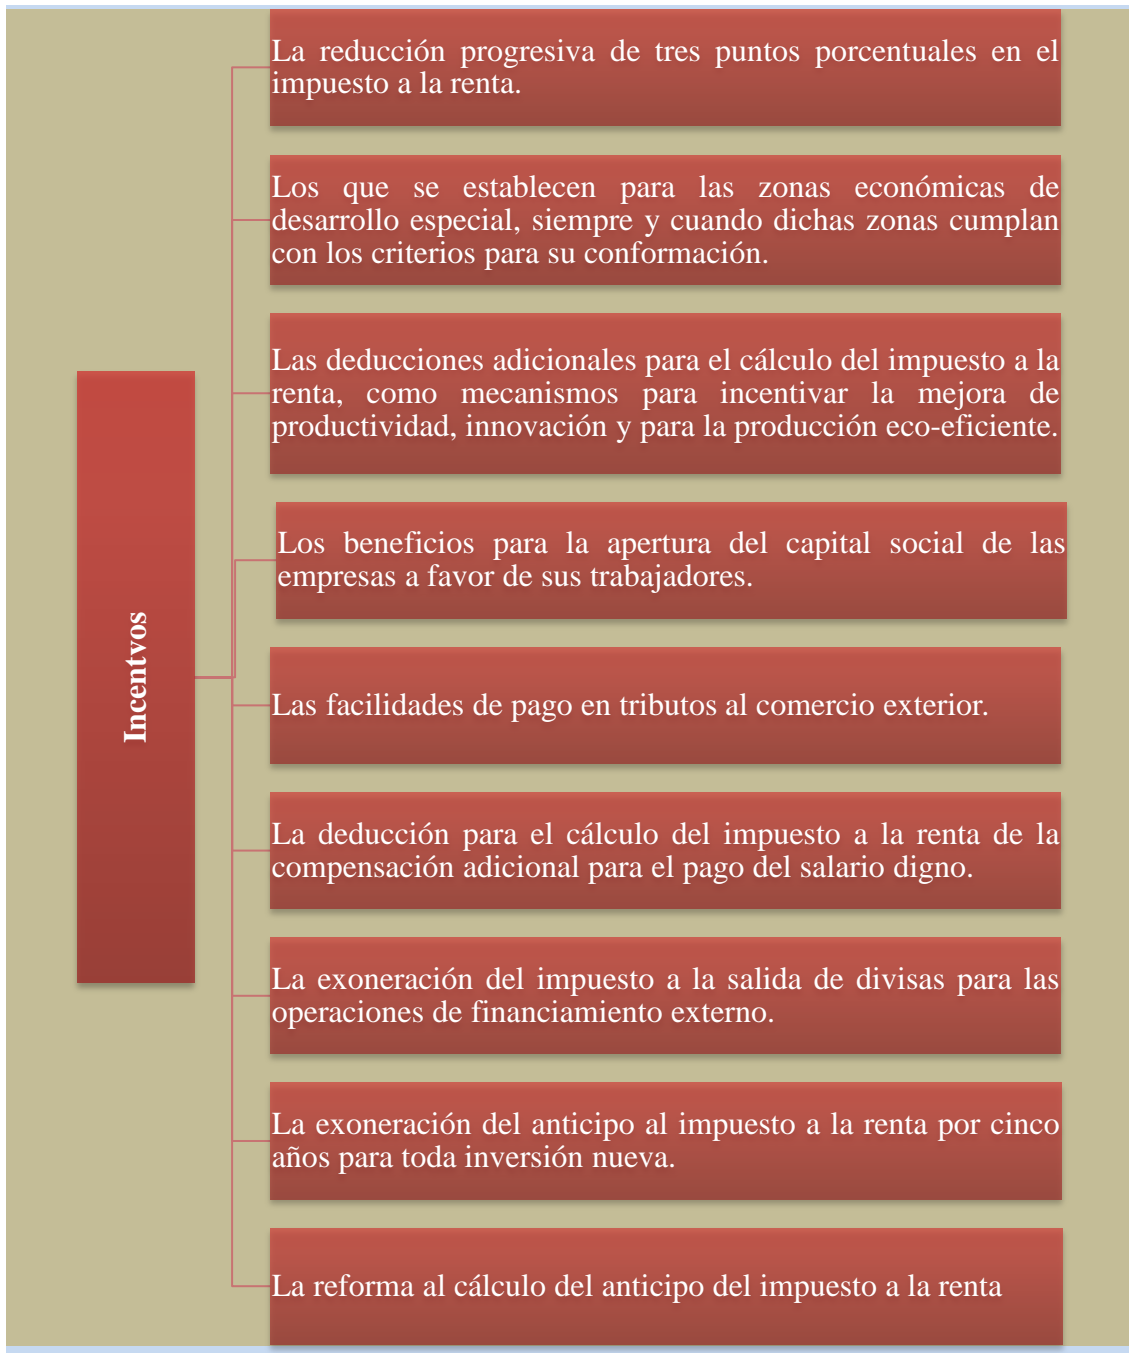 La reducción progresiva de tres puntos porcentuales en el
impuesto a la renta.
Los que se establecen para las zonas económicas de
desarrollo especial, siempre y cuando dichas zonas cumplan
con los criterios para su conformación.
Las deducciones adicionales para el cálculo del impuesto a la
renta, como mecanismos para incentivar la mejora de
productividad, innovación y para la producción eco-eficiente.
Los beneficios para la apertura del capital social de las
empresas a favor de sus trabajadores.
Incentvos
Las facilidades de pago en tributos al comercio exterior.
La deducción para el cálculo del impuesto a la renta de la
compensación adicional para el pago del salario digno.
La exoneración del impuesto a la salida de divisas para las
operaciones de financiamiento externo.
La exoneración del anticipo al impuesto a la renta por cinco
años para toda inversión nueva.
La reforma al cálculo del anticipo del impuesto a la renta